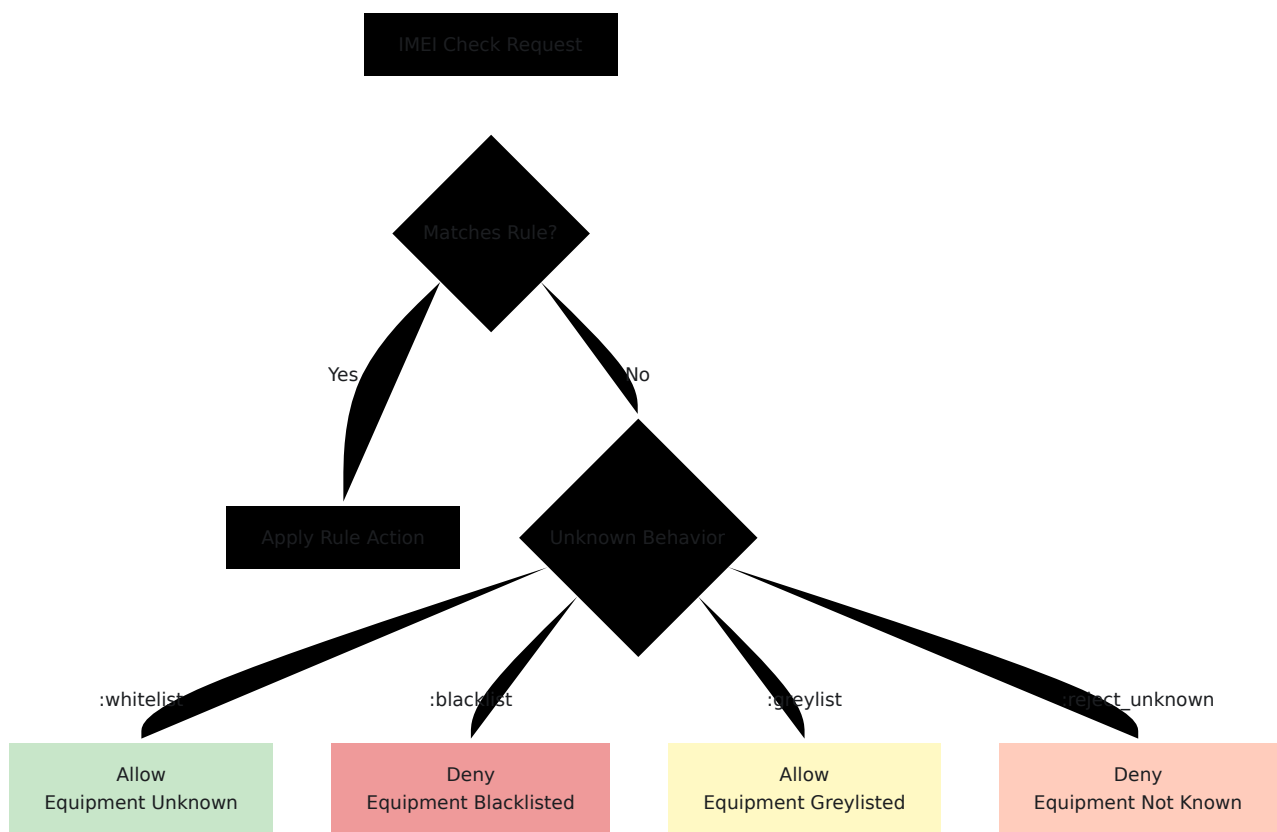 IMEI Check Request
Matches Rule?
Yes
No
Apply Rule Action
Unknown Behavior
:whitelist
:blacklist
:greylist
:reject_unknown
Allow
Equipment Unknown
Deny
Equipment Blacklisted
Allow
Equipment Greylisted
Deny
Equipment Not Known